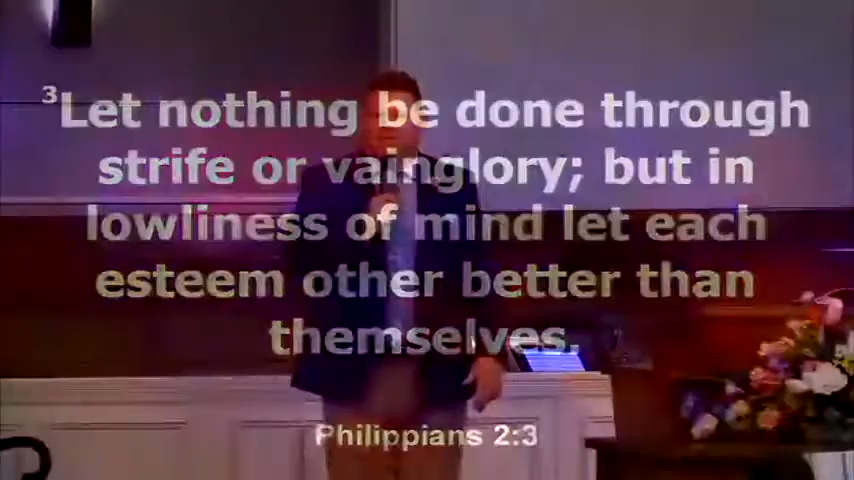 3Let nothing be done through
strife or vainglory; but in
lowliness of mind let each
esteem other better than
themselves.
Philippians 2:3